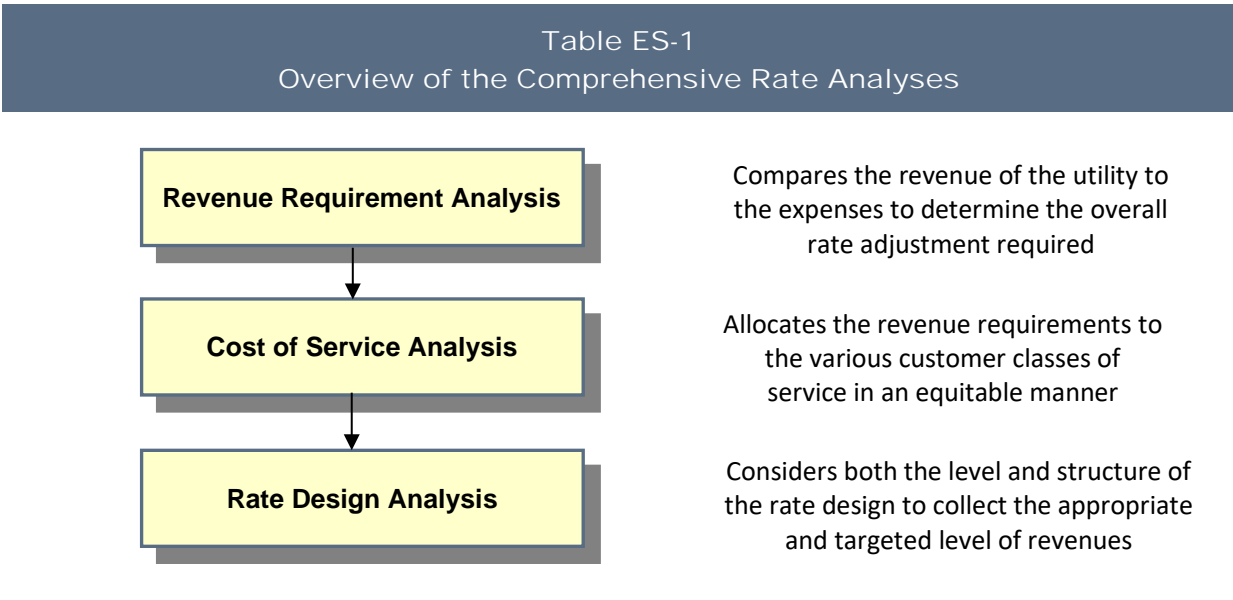 Table ES-1
Overview of the Comprehensive Rate Analyses
Revenue Requirement Analysis
Compares the revenue of the utility to
the expenses to determine the overall
rate adjustment required
Cost of Service Analysis
Allocates the revenue requirements to
the various customer classes of
service in an equitable manner
Rate Design Analysis
Considers both the level and structure of
the rate design to collect the appropriate
and targeted level of revenues